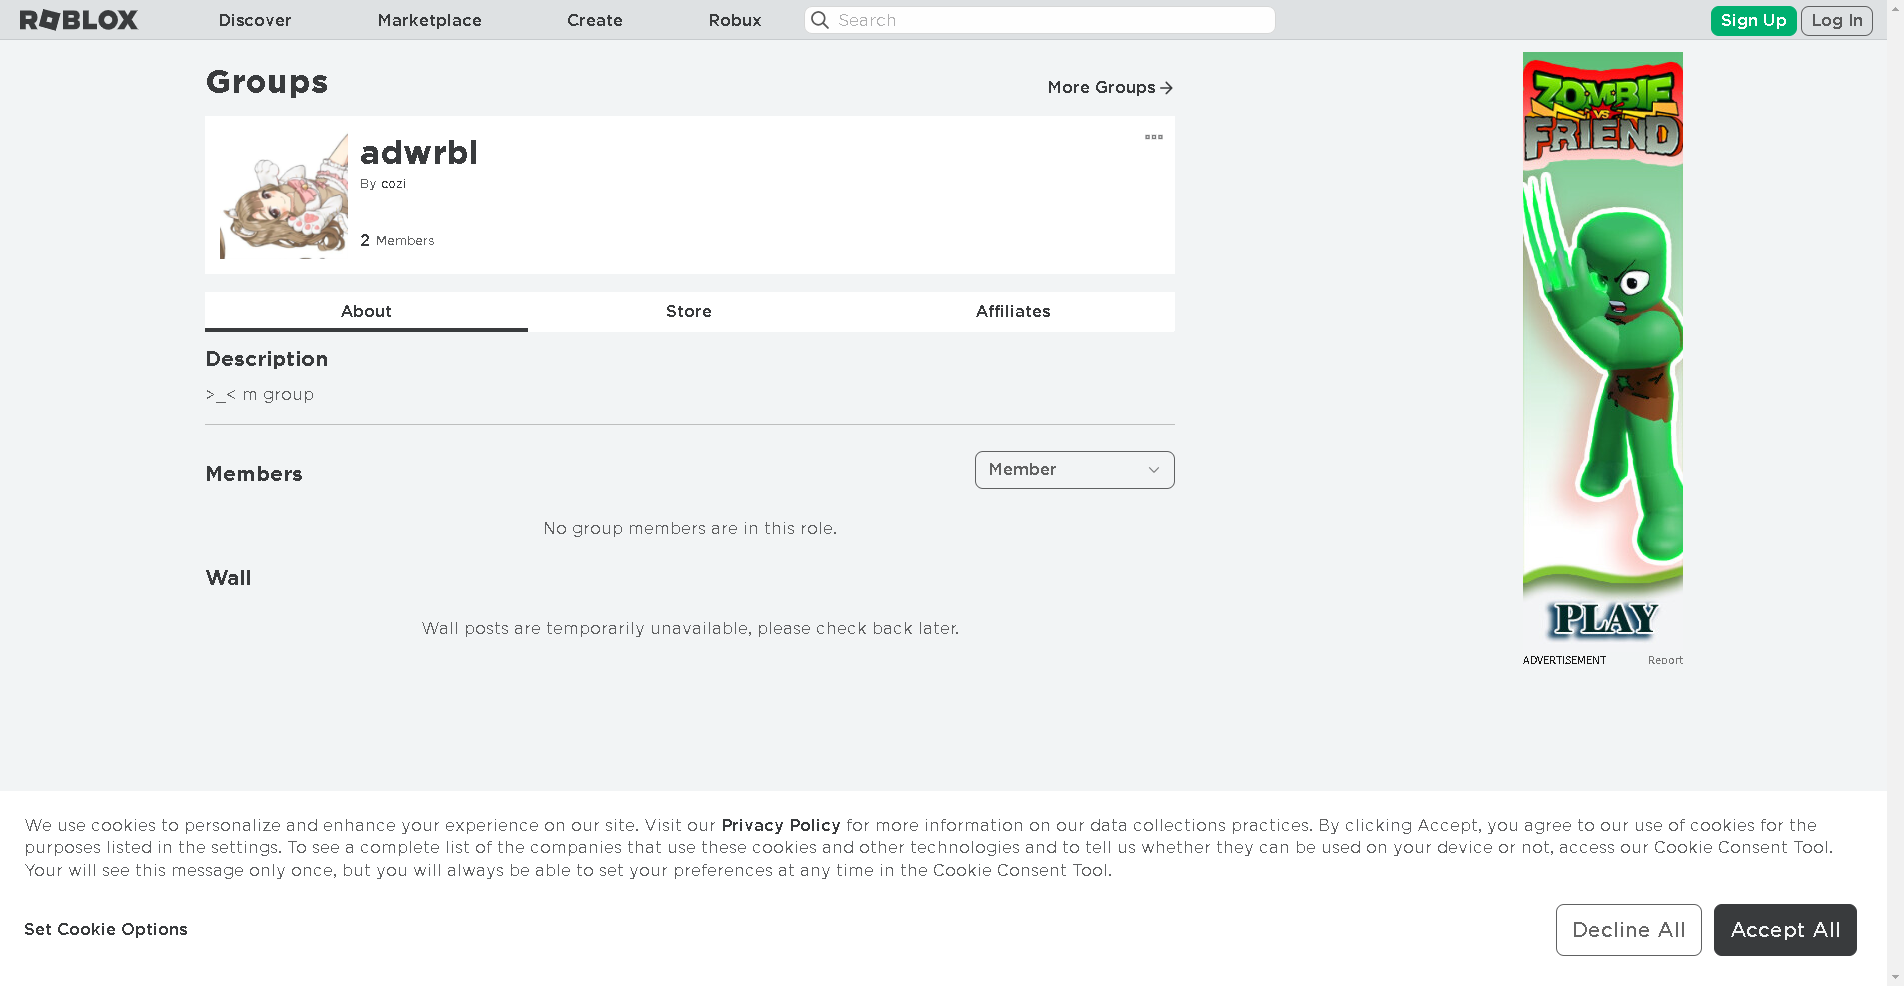 ROBLOX
Discover
Marketplace
Create
Robux
Search
Sign Up
Log In
Groups
More Groups
adwrbl
By cozi
2 Members
About
Store
Affiliates
Description
>_< m group
Members
Member
No group members are in this role.
Wall
Wall posts are temporarily unavailable, please check back later.
ZOMBIE
VS
FRIEND
PLAY
ADVERTISEMENT
Report
We use cookies to personalize and enhance your experience on our site. Visit our Privacy Policy for more information on our data collections practices. By clicking Accept, you agree to our use of cookies for the
purposes listed in the settings. To see a complete list of the companies that use these cookies and other technologies and to tell us whether they can be used on your device or not, access our Cookie Consent Tool.
Your will see this message only once, but you will always be able to set your preferences at any time in the Cookie Consent Tool.
Set Cookie Options
Decline All
Accept All